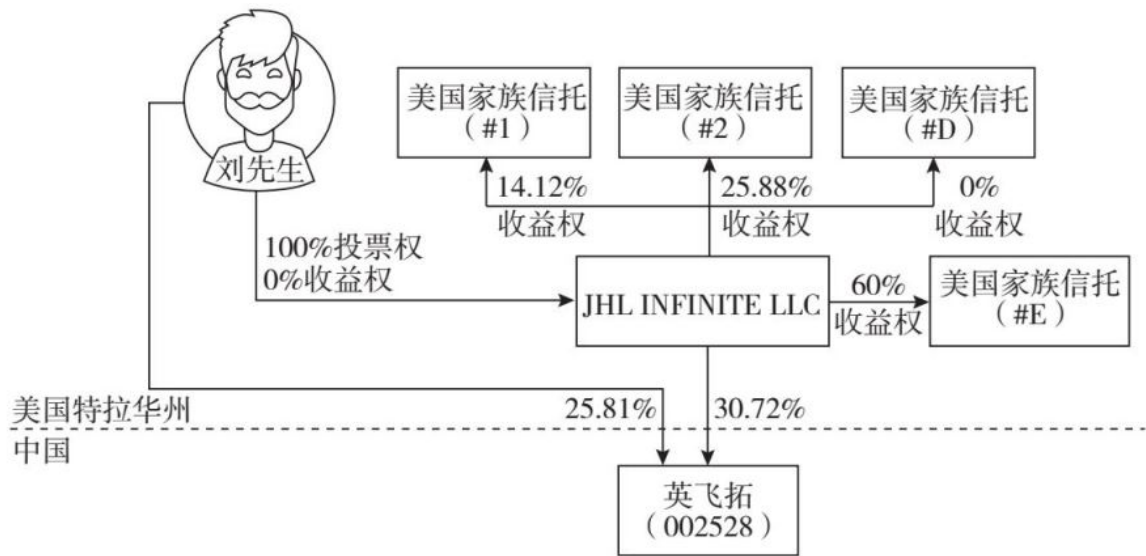 美国家族信托
（#1）
美国家族信托
（#2）
美国家族信托
（#D）
刘先生
14.12%
收益权
25.88%
收益权
0%
收益权
100%投票权
0%收益权
JHL INFINITE LLC
60%
收益权
美国家族信托
（#E）
美国特拉华州
25.81%
30.72%
中国
英飞拓
（002528）